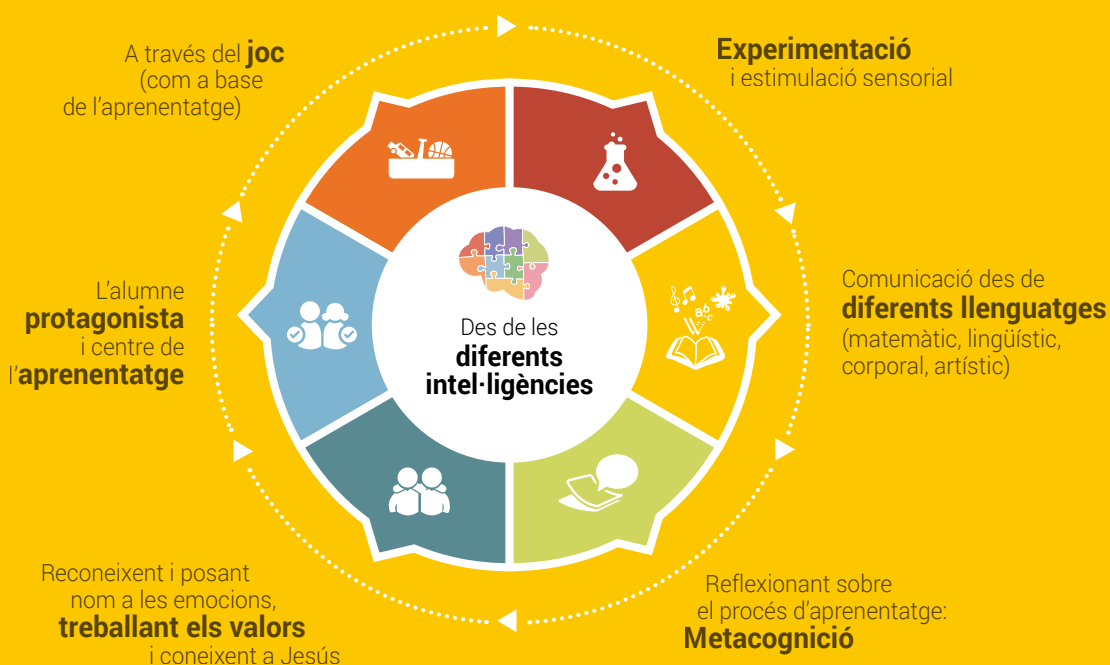 A través del joc
(com a base
de l'aprenentatge)
Experimentació
i estimulació sensorial
Comunicació des de
diferents llenguatges
(matemàtic, lingüístic,
corporal, artístic)
Reflexionant sobre
el procés d'aprenentatge:
Metacognició
Reconeixent i posant
nom a les emocions,
treballant els valors
i coneixent a Jesús
L'alumne
protagonista
i centre de
l'aprenentatge
Des de les
diferents
intel·ligències
ab
c